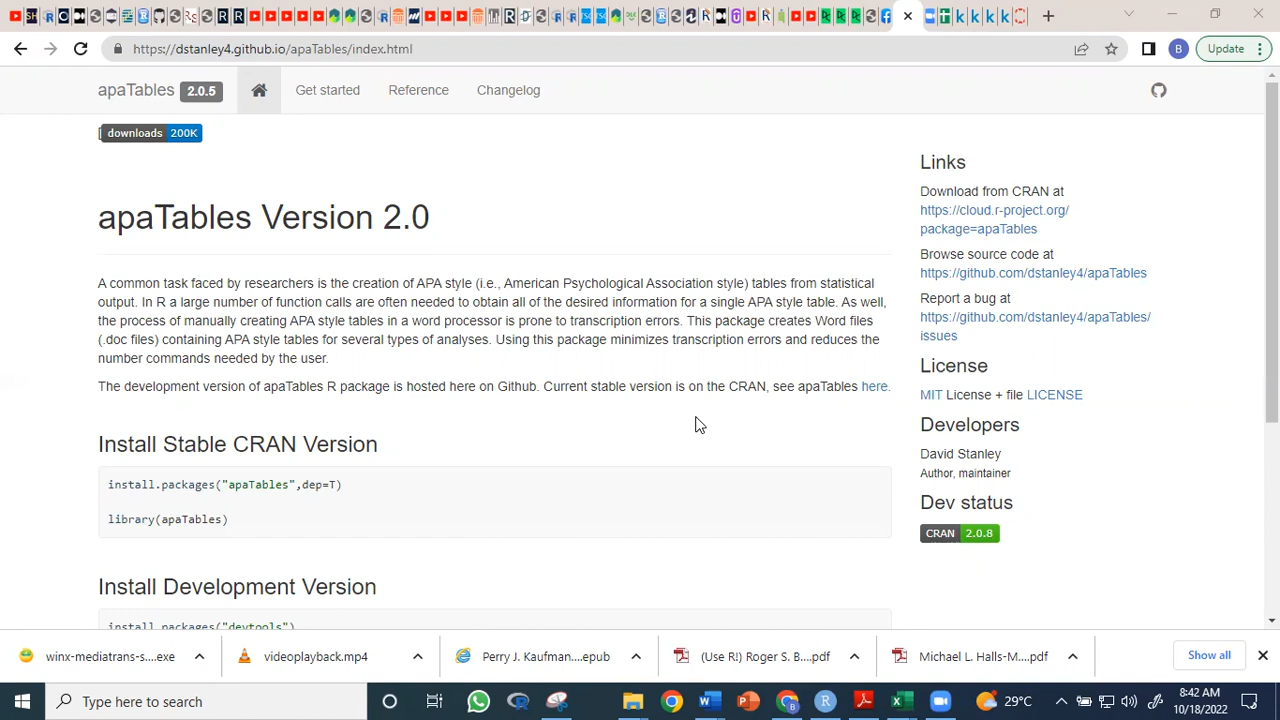 https://dstanley4.github.io/apaTables/index.html
B
Update
apaTables 2.0.5
Get started
Reference
Changelog
downloads 200K
apaTables Version 2.0
A common task faced by researchers is the creation of APA style (i.e., American Psychological Association style) tables from statistical
output. In R a large number of function calls are often needed to obtain all of the desired information for a single APA style table. As well,
the process of manually creating APA style tables in a word processor is prone to transcription errors. This package creates Word files
(.doc files) containing APA style tables for several types of analyses. Using this package minimizes transcription errors and reduces the
number commands needed by the user.
The development version of apaTables R package is hosted here on Github. Current stable version is on the CRAN, see apaTables here.
Install Stable CRAN Version
install.packages("apaTables",dep=T)
library(apaTables)
Install Development Version
install.packages("devtools")
Links
Download from CRAN at
https://cloud.r-project.org/
package=apaTables
Browse source code at
https://github.com/dstanley4/apaTables
Report a bug at
https://github.com/dstanley4/apaTables/
issues
License
MIT License + file LICENSE
Developers
David Stanley
Author, maintainer
Dev status
CRAN 2.0.8
winx-mediatrans-s....exe
videoplayback.mp4
Perry J. Kaufman....epub
(Use R!) Roger S. B....pdf
Michael L. Halls-M....pdf
Show all
Type here to search
29°C
8:42 AM
10/18/2022